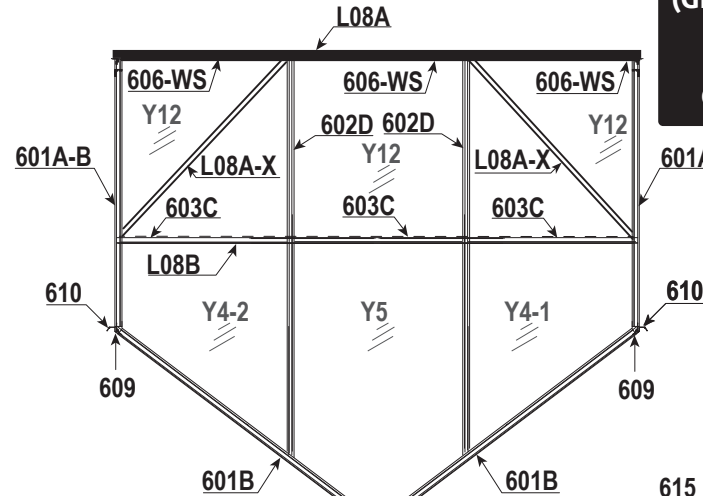 L08A
606-WS 606-WS 606-WS
Y12 602D 602D Y12
Y12
601A-B L08A-X L08A-X 601A
603C 603C 603C
L08B
610 610
Y4-2 Y5 Y4-1
609 609
601B 601B
615